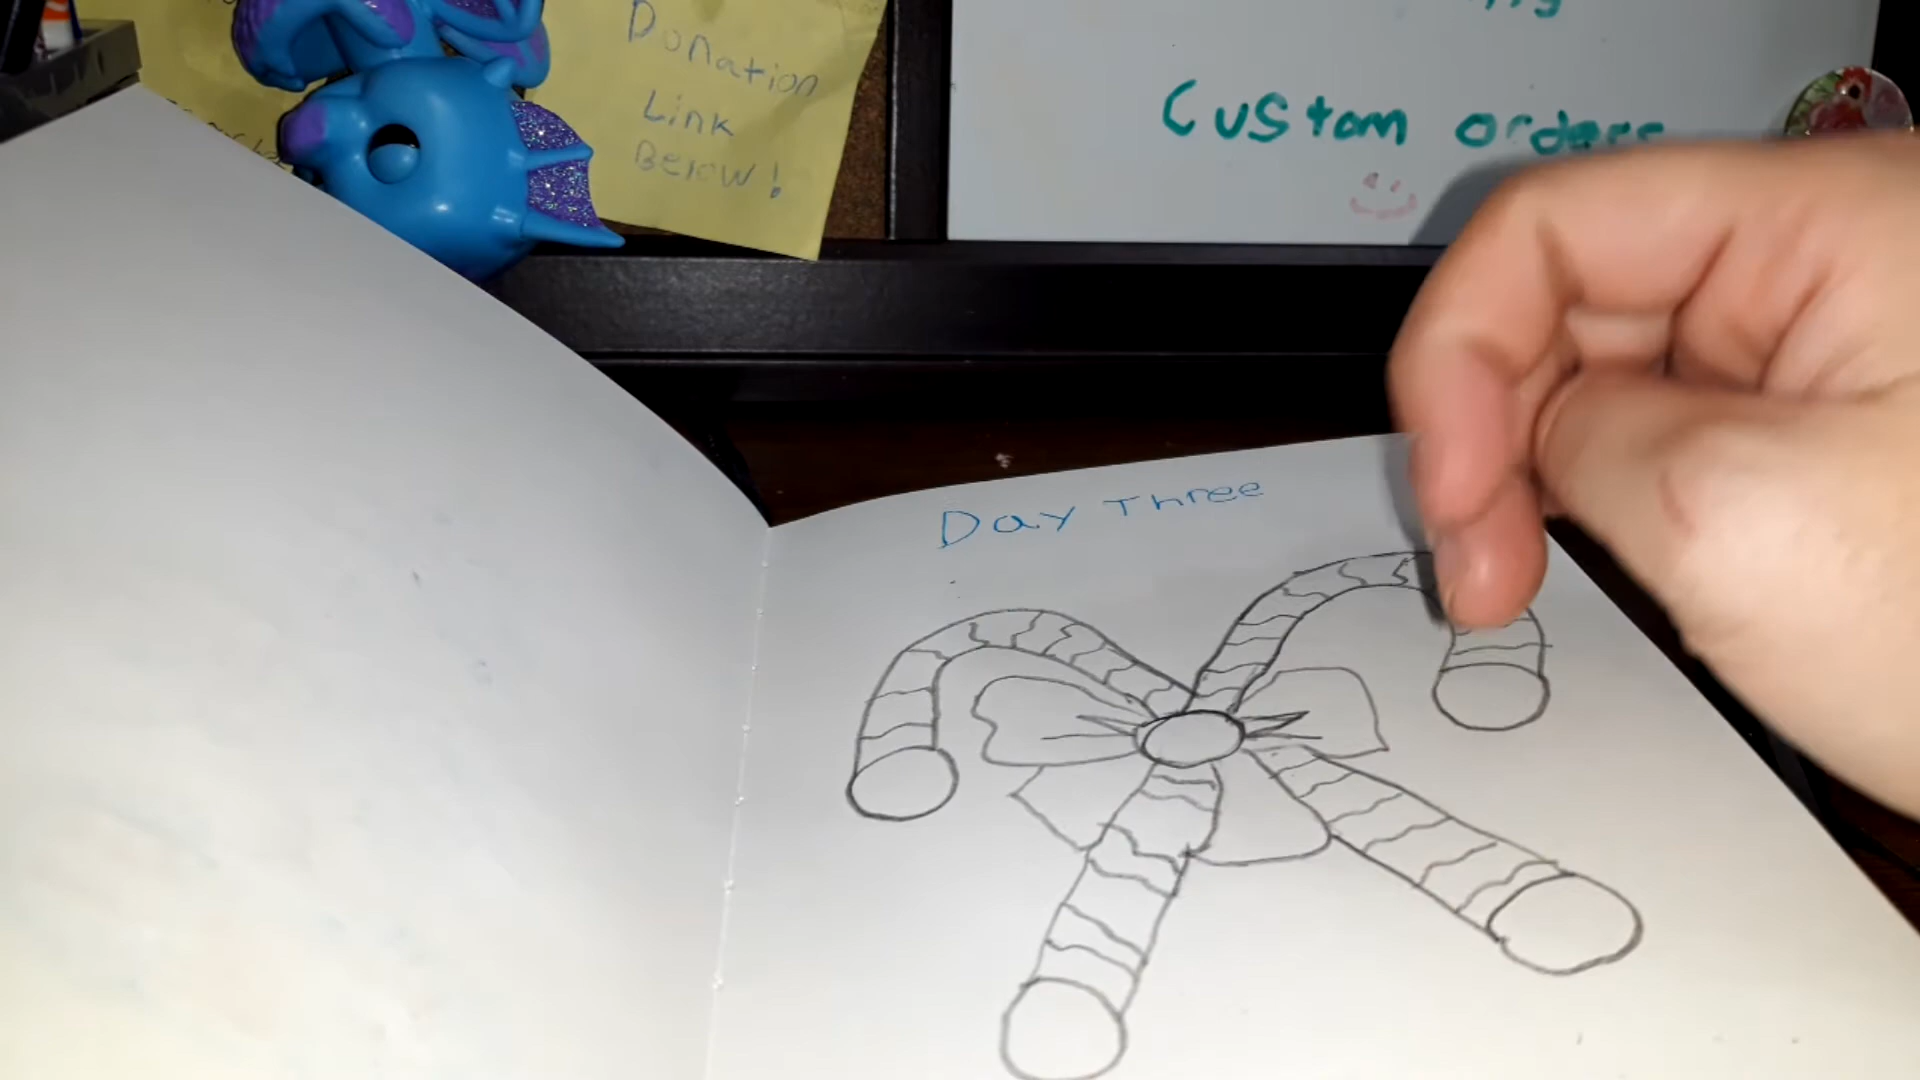 Donation
Link
Below!
Custom orders
Day Three